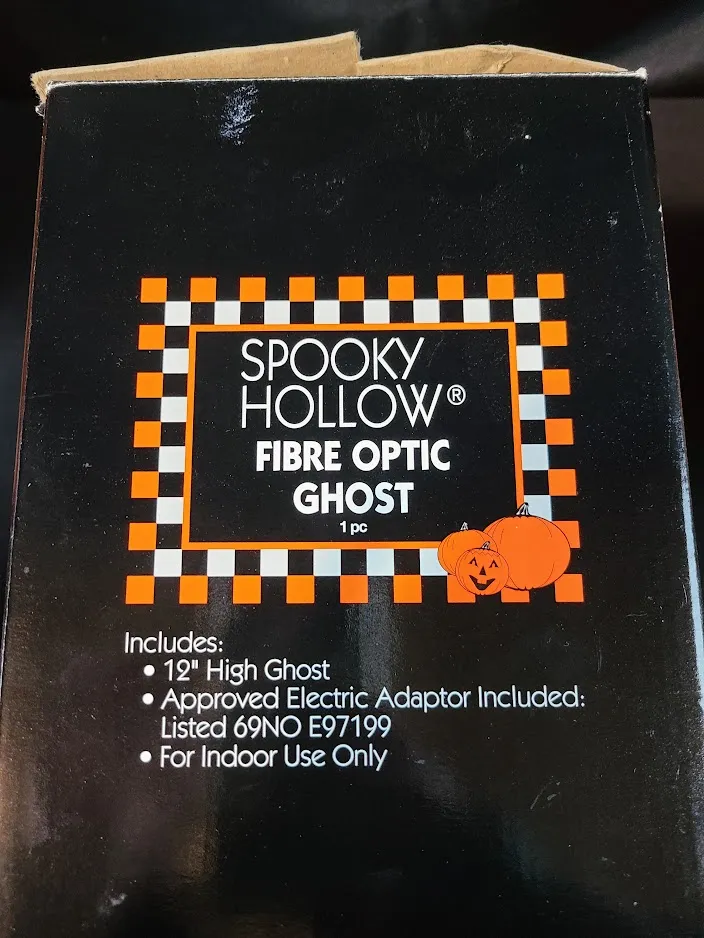 SPOOKY
HOLLOW®
FIBRE OPTIC
GHOST
1 pc
Includes:
• 12" High Ghost
• Approved Electric Adaptor Included:
Listed 69NO E97199
• For Indoor Use Only